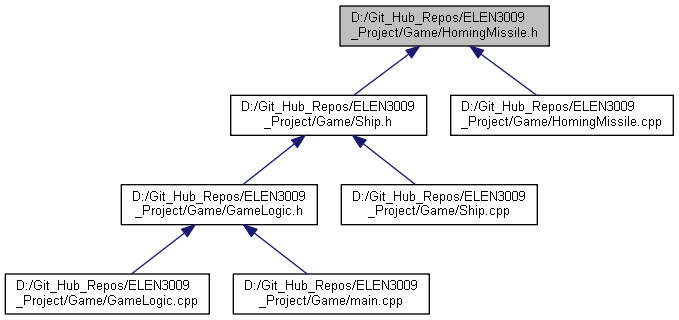 D:/Git_Hub_Repos/ELEN3009
_Project/Game/HomingMissile.h
D:/Git_Hub_Repos/ELEN3009
_Project/Game/Ship.h
D:/Git_Hub_Repos/ELEN3009
_Project/Game/HomingMissile.cpp
D:/Git_Hub_Repos/ELEN3009
_Project/Game/GameLogic.h
D:/Git_Hub_Repos/ELEN3009
_Project/Game/Ship.cpp
D:/Git_Hub_Repos/ELEN3009
_Project/Game/GameLogic.cpp
D:/Git_Hub_Repos/ELEN3009
_Project/Game/main.cpp